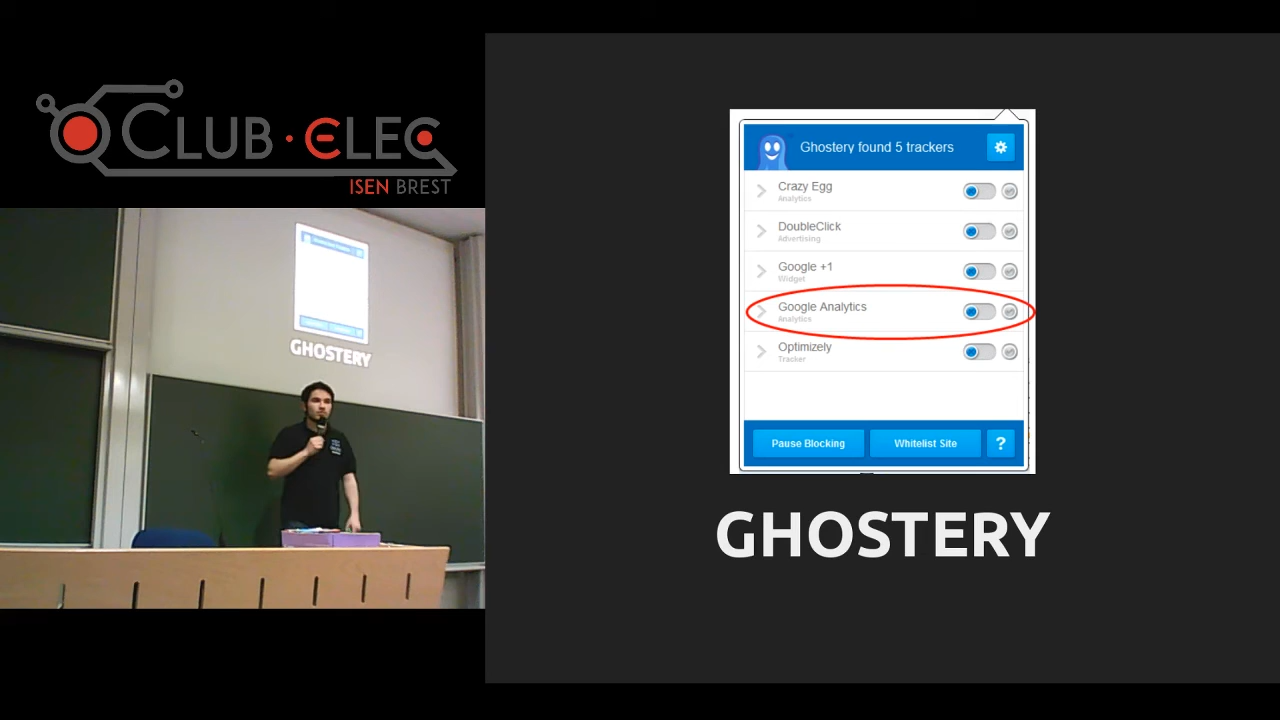 CLUB · ELEC
ISEN BREST
GHOSTERY
Ghostery found 5 trackers
Crazy Egg
Analytics
DoubleClick
Advertising
Google +1
Widget
Google Analytics
Analytics
Optimizely
Tracker
Pause Blocking
Whitelist Site
?
GHOSTERY